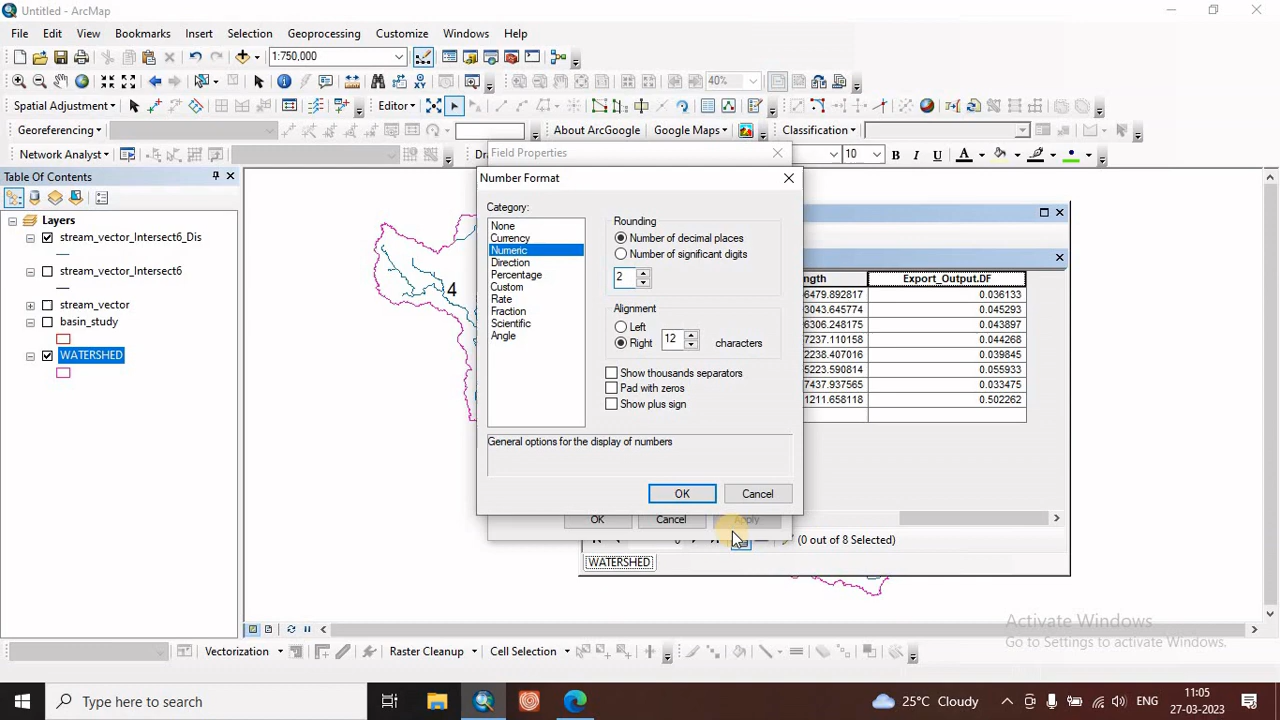 Untitled - ArcMap
File Edit View Bookmarks Insert Selection Geoprocessing Customize Windows Help
1:750,000
40%
Spatial Adjustment Editor
Georeferencing About ArcGoogle Google Maps Classification
Network Analyst 10 B I U A
Table Of Contents
Layers
stream_vector_Intersect6_Dis
stream_vector_Intersect6
stream_vector
basin_study
WATERSHED
4
Field Properties
Number Format
Category:
None
Currency
Numeric
Direction
Percentage
Custom
Rate
Fraction
Scientific
Angle
Rounding
Number of decimal places
Number of significant digits
2
Alignment
Left
Right 12 characters
Show thousands separators
Pad with zeros
Show plus sign
General options for the display of numbers
OK Cancel
OK Cancel Apply
ngth Export_Output.DF
6479.892817 0.036133
3043.645774 0.045293
6306.248175 0.043897
7237.110158 0.044268
2238.407016 0.039845
5223.590814 0.055933
7437.937565 0.033475
1211.658118 0.502262
(0 out of 8 Selected)
WATERSHED
Activate Windows
Go to Settings to activate Windows.
Vectorization Raster Cleanup Cell Selection
Type here to search
25°C Cloudy
ENG
11:05
27-03-2023